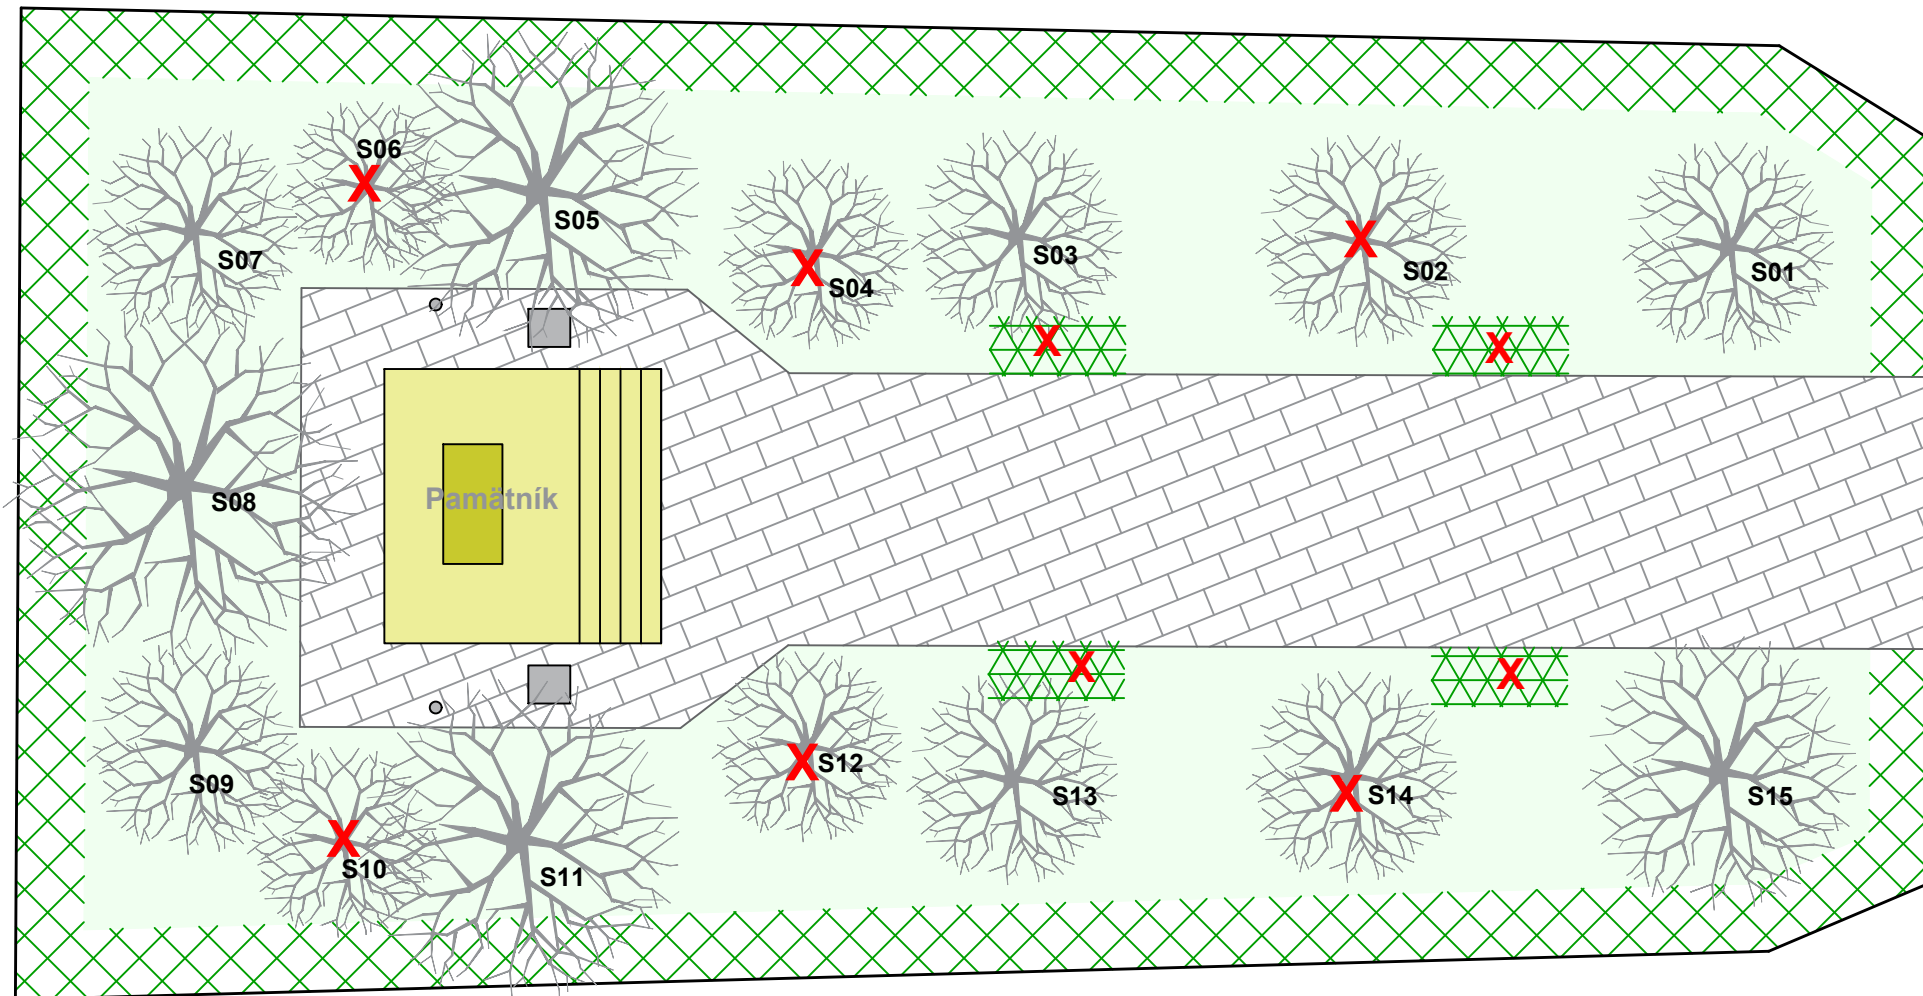 S06
S05
S07
S04
S03
S02
S01
S08
Pamätník
S09
S10
S11
S12
S13
S14
S15
X
X
X
X
X
X
X
X
X
X